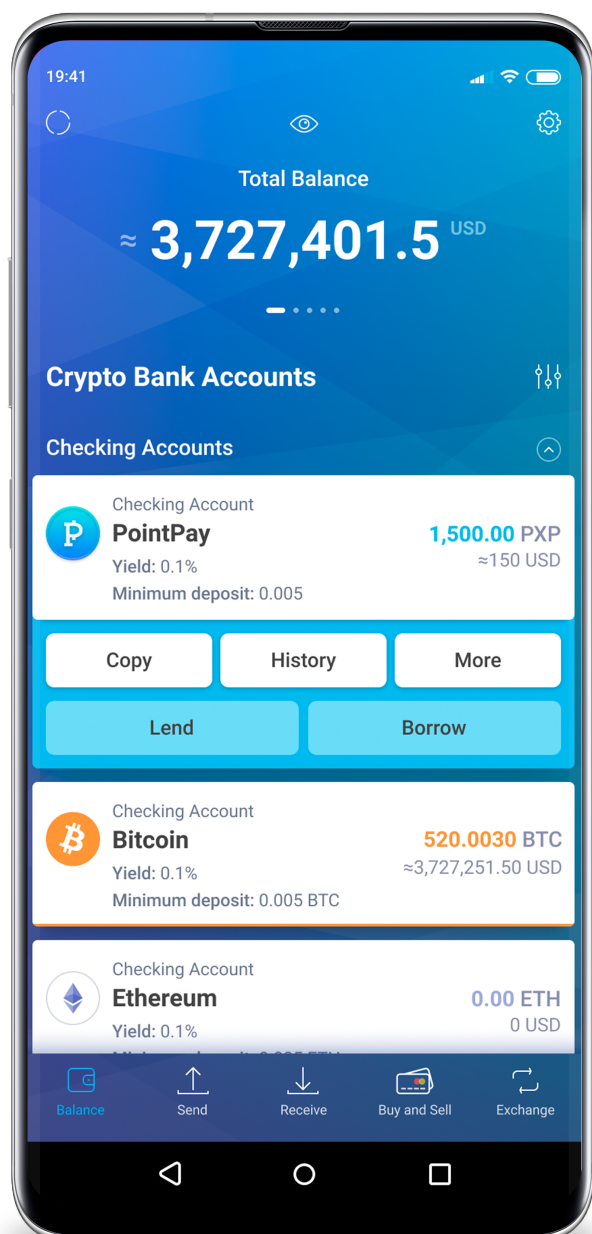 19:41
Total Balance
≈ 3,727,401.5 USD
Crypto Bank Accounts
Checking Accounts
Checking Account
PointPay
1,500.00 PXP
Yield: 0.1%
≈150 USD
Minimum deposit: 0.005
Copy
History
More
Lend
Borrow
Checking Account
Bitcoin
520.0030 BTC
Yield: 0.1%
≈3,727,251.50 USD
Minimum deposit: 0.005 BTC
Checking Account
Ethereum
0.00 ETH
Yield: 0.1%
0 USD
Balance
Send
Receive
Buy and Sell
Exchange